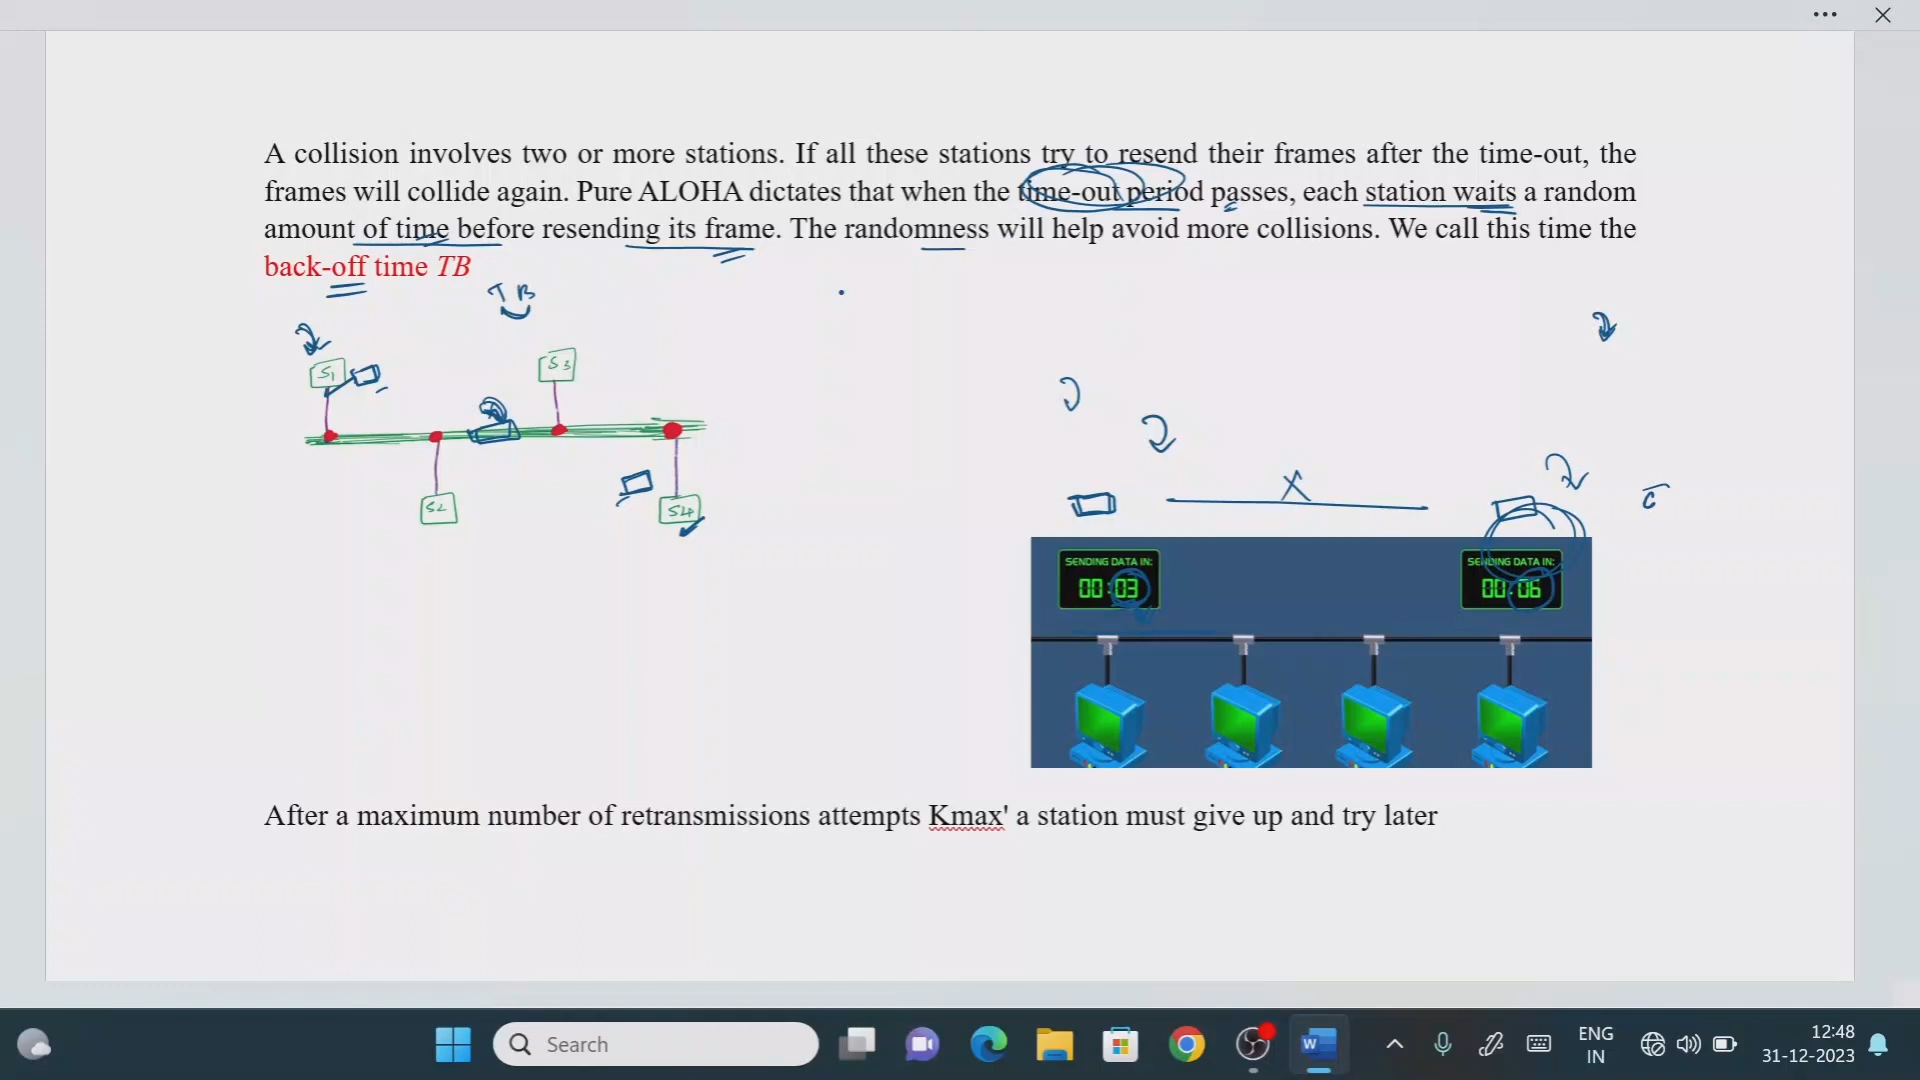 A collision involves two or more stations. If all these stations try to resend their frames after the time-out, the
frames will collide again. Pure ALOHA dictates that when the time-out period passes, each station waits a random
amount of time before resending its frame. The randomness will help avoid more collisions. We call this time the
back-off time TB
TB
S1
S3
S2
S4
X
C
SENDING DATA IN:
00:03
SENDING DATA IN:
00:06
After a maximum number of retransmissions attempts Kmax' a station must give up and try later
Search
ENG
IN
12:48
31-12-2023